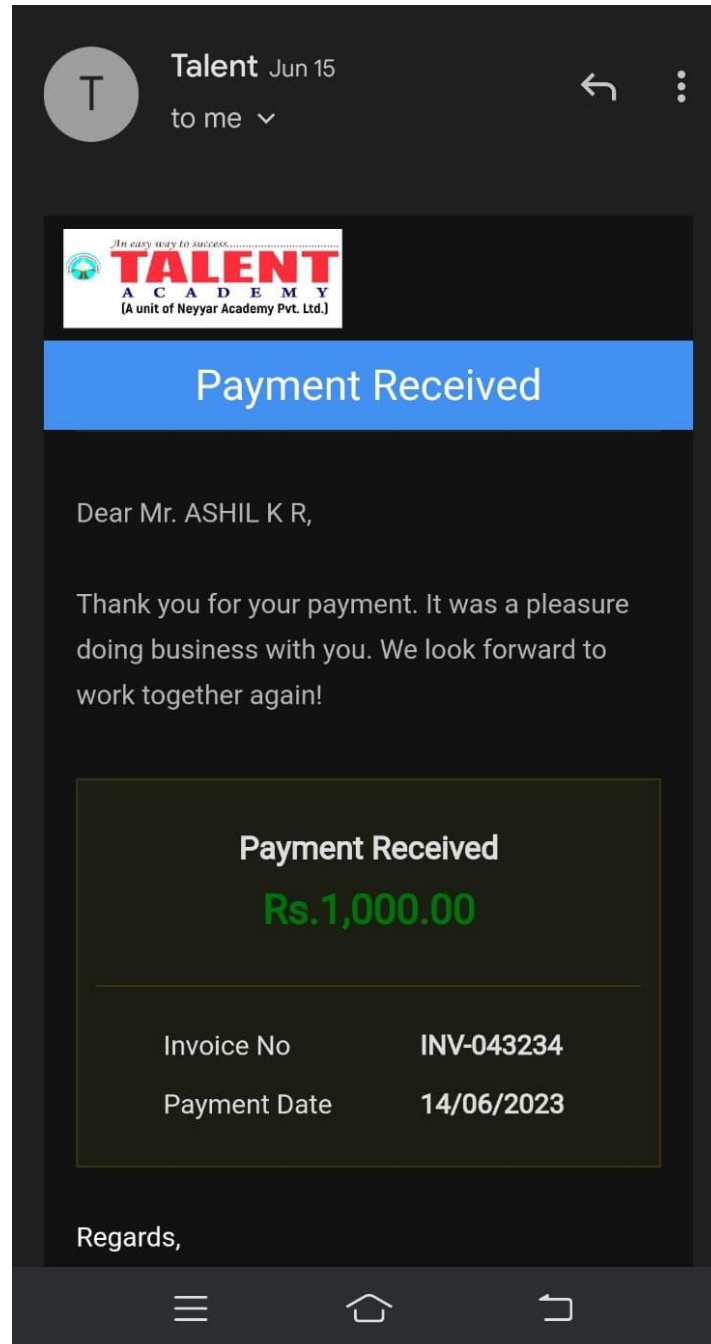 T
Talent Jun 15
to me
An easy way to success....................................
TALENT
ACADEMY
(A unit of Neyyar Academy Pvt. Ltd.)
Payment Received
Dear Mr. ASHIL K R,
Thank you for your payment. It was a pleasure
doing business with you. We look forward to
work together again!
Payment Received
Rs.1,000.00
Invoice No INV-043234
Payment Date 14/06/2023
Regards,